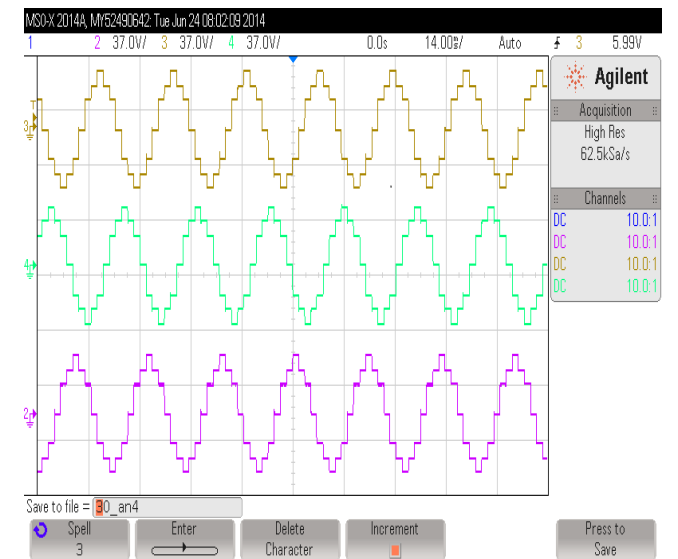 MSO-X 2014A, MY52490642: Tue Jun 24 08:02:09 2014
1 2 37.0V/ 3 37.0V/ 4 37.0V/ 0.0s 14.00ms/ Auto 3 5.99V
Agilent
Acquisition
High Res
62.5kSa/s
Channels
DC 10.0:1
DC 10.0:1
DC 10.0:1
DC 10.0:1
T
3
4
2
Save to file = 30_an4
Spell
3
Enter
Delete
Character
Increment
Press to
Save